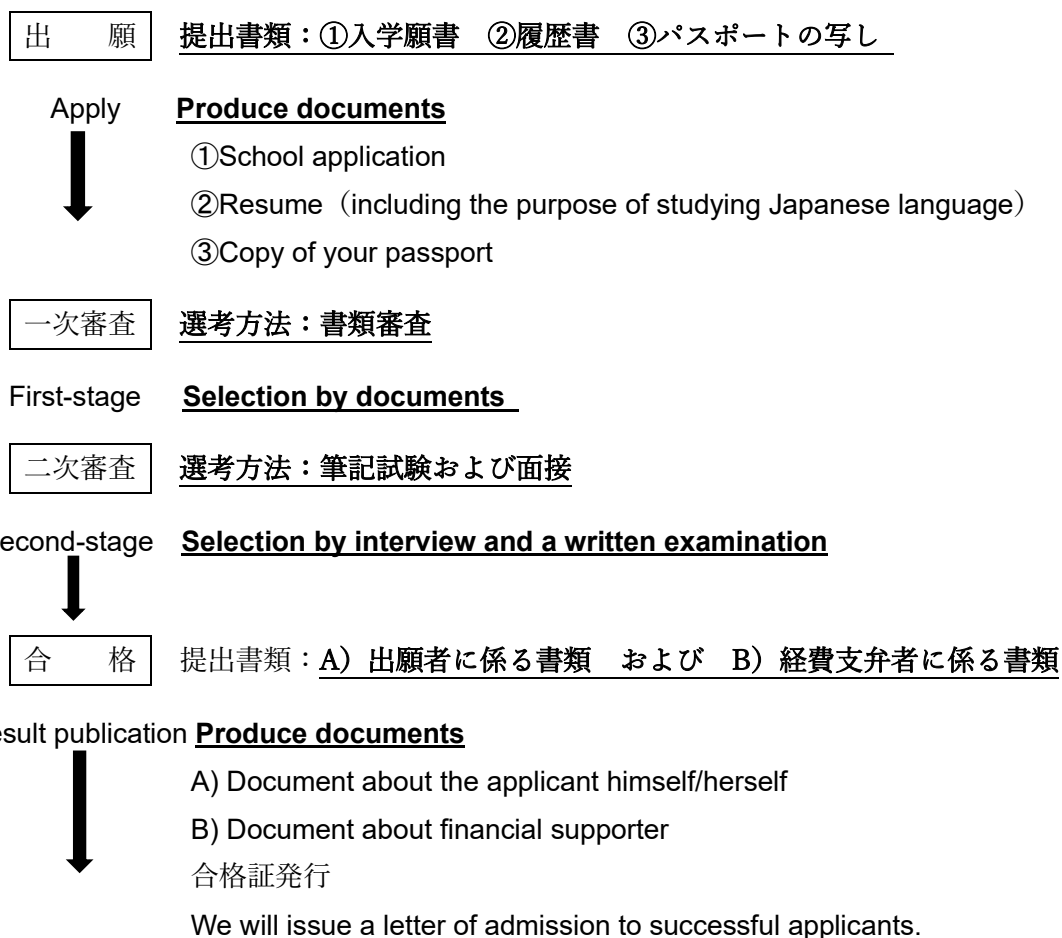 出　願　提出書類：①入学願書　②履歴書　③パスポートの写し
Apply Produce documents
①School application
②Resume（including the purpose of studying Japanese language）
③Copy of your passport
一次審査　選考方法：書類審査
First-stage Selection by documents
二次審査　選考方法：筆記試験および面接
econd-stage Selection by interview and a written examination
合　格　提出書類：A）出願者に係る書類　および　B）経費支弁者に係る書類
esult publication Produce documents
A) Document about the applicant himself/herself
B) Document about financial supporter
合格証発行
We will issue a letter of admission to successful applicants.